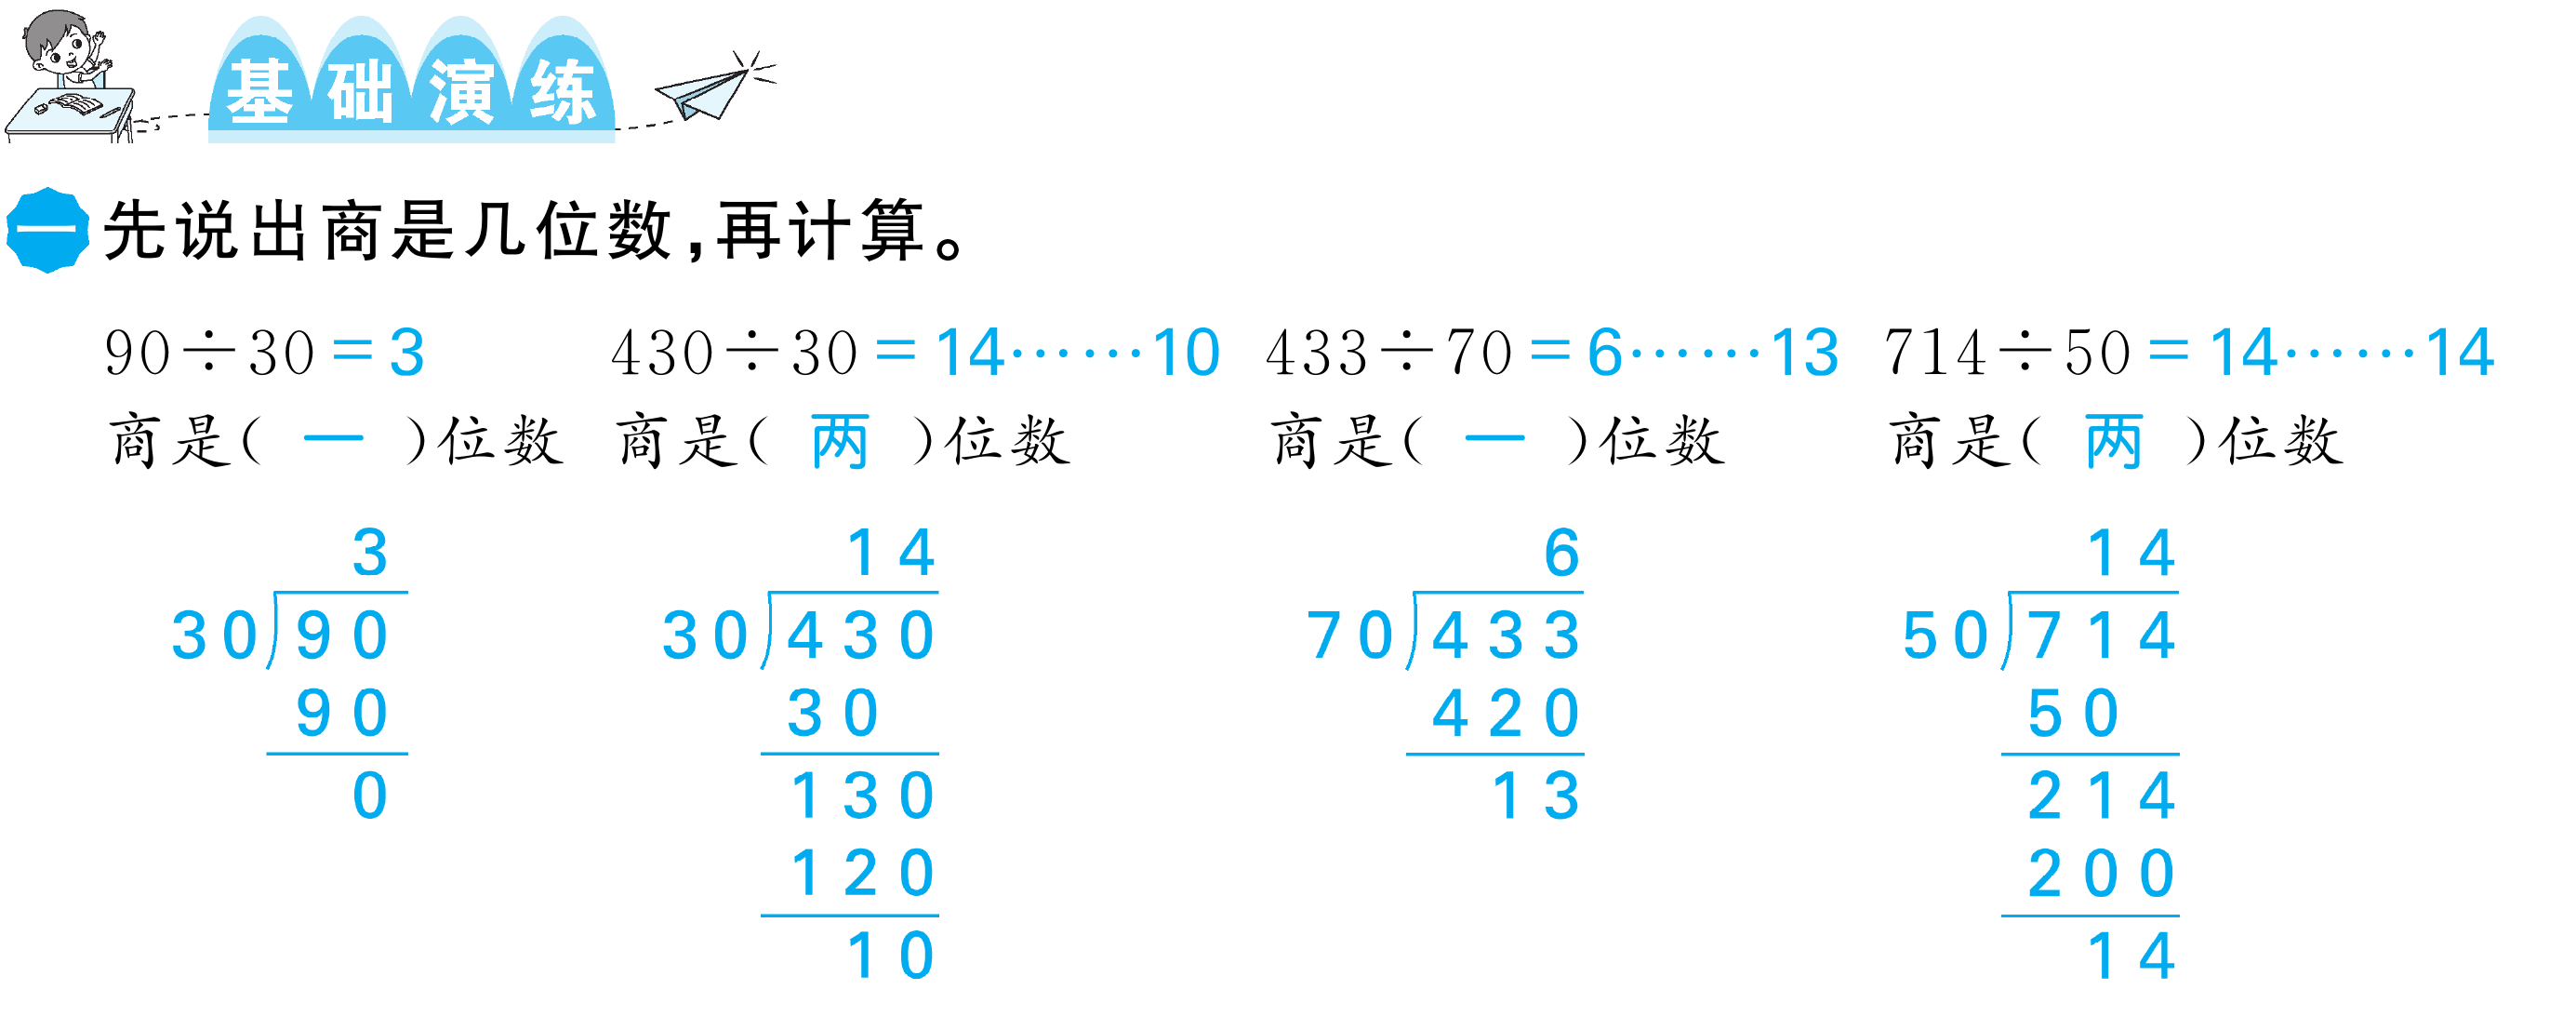 基础演练
一 先说出商是几位数,再计算。
90÷30=3 430÷30=14……10 433÷70=6……13 714÷50=14……14
商是( 一 )位数 商是( 两 )位数 商是( 一 )位数 商是( 两 )位数
3 14 6 14
30)90 30)430 70)433 50)714
90 30 420 50
0 130 13 214
120 200
10 14